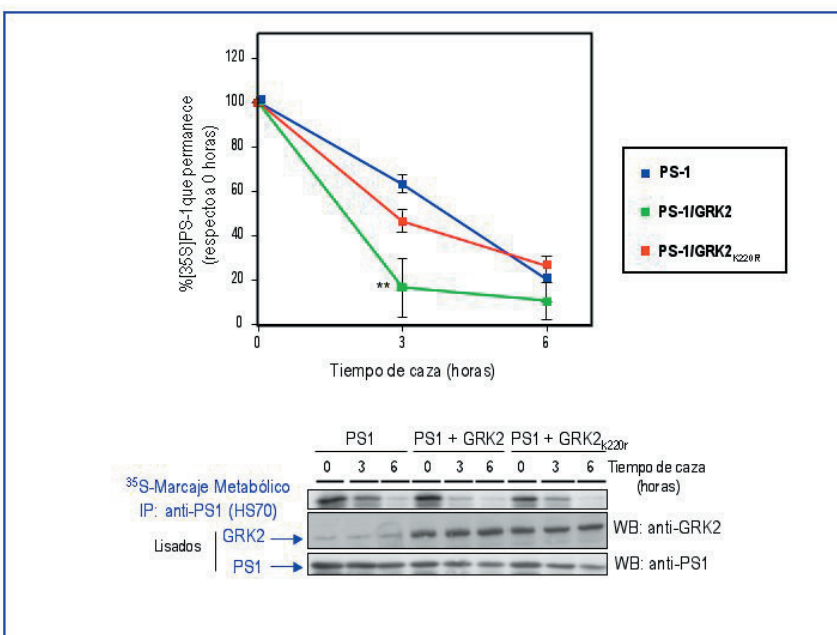 120
100
80
60
40
20
0
%[35S]PS-1 que permanece
(respecto a 0 horas)
**
0 3 6
Tiempo de caza (horas)
PS-1
PS-1/GRK2
PS-1/GRK2K220R
PS1 PS1 + GRK2 PS1 + GRK2k220r
0 3 6 0 3 6 0 3 6 Tiempo de caza
(horas)
35S-Marcaje Metabólico
IP: anti-PS1 (HS70)
Lisados GRK2 WB: anti-GRK2
PS1 WB: anti-PS1